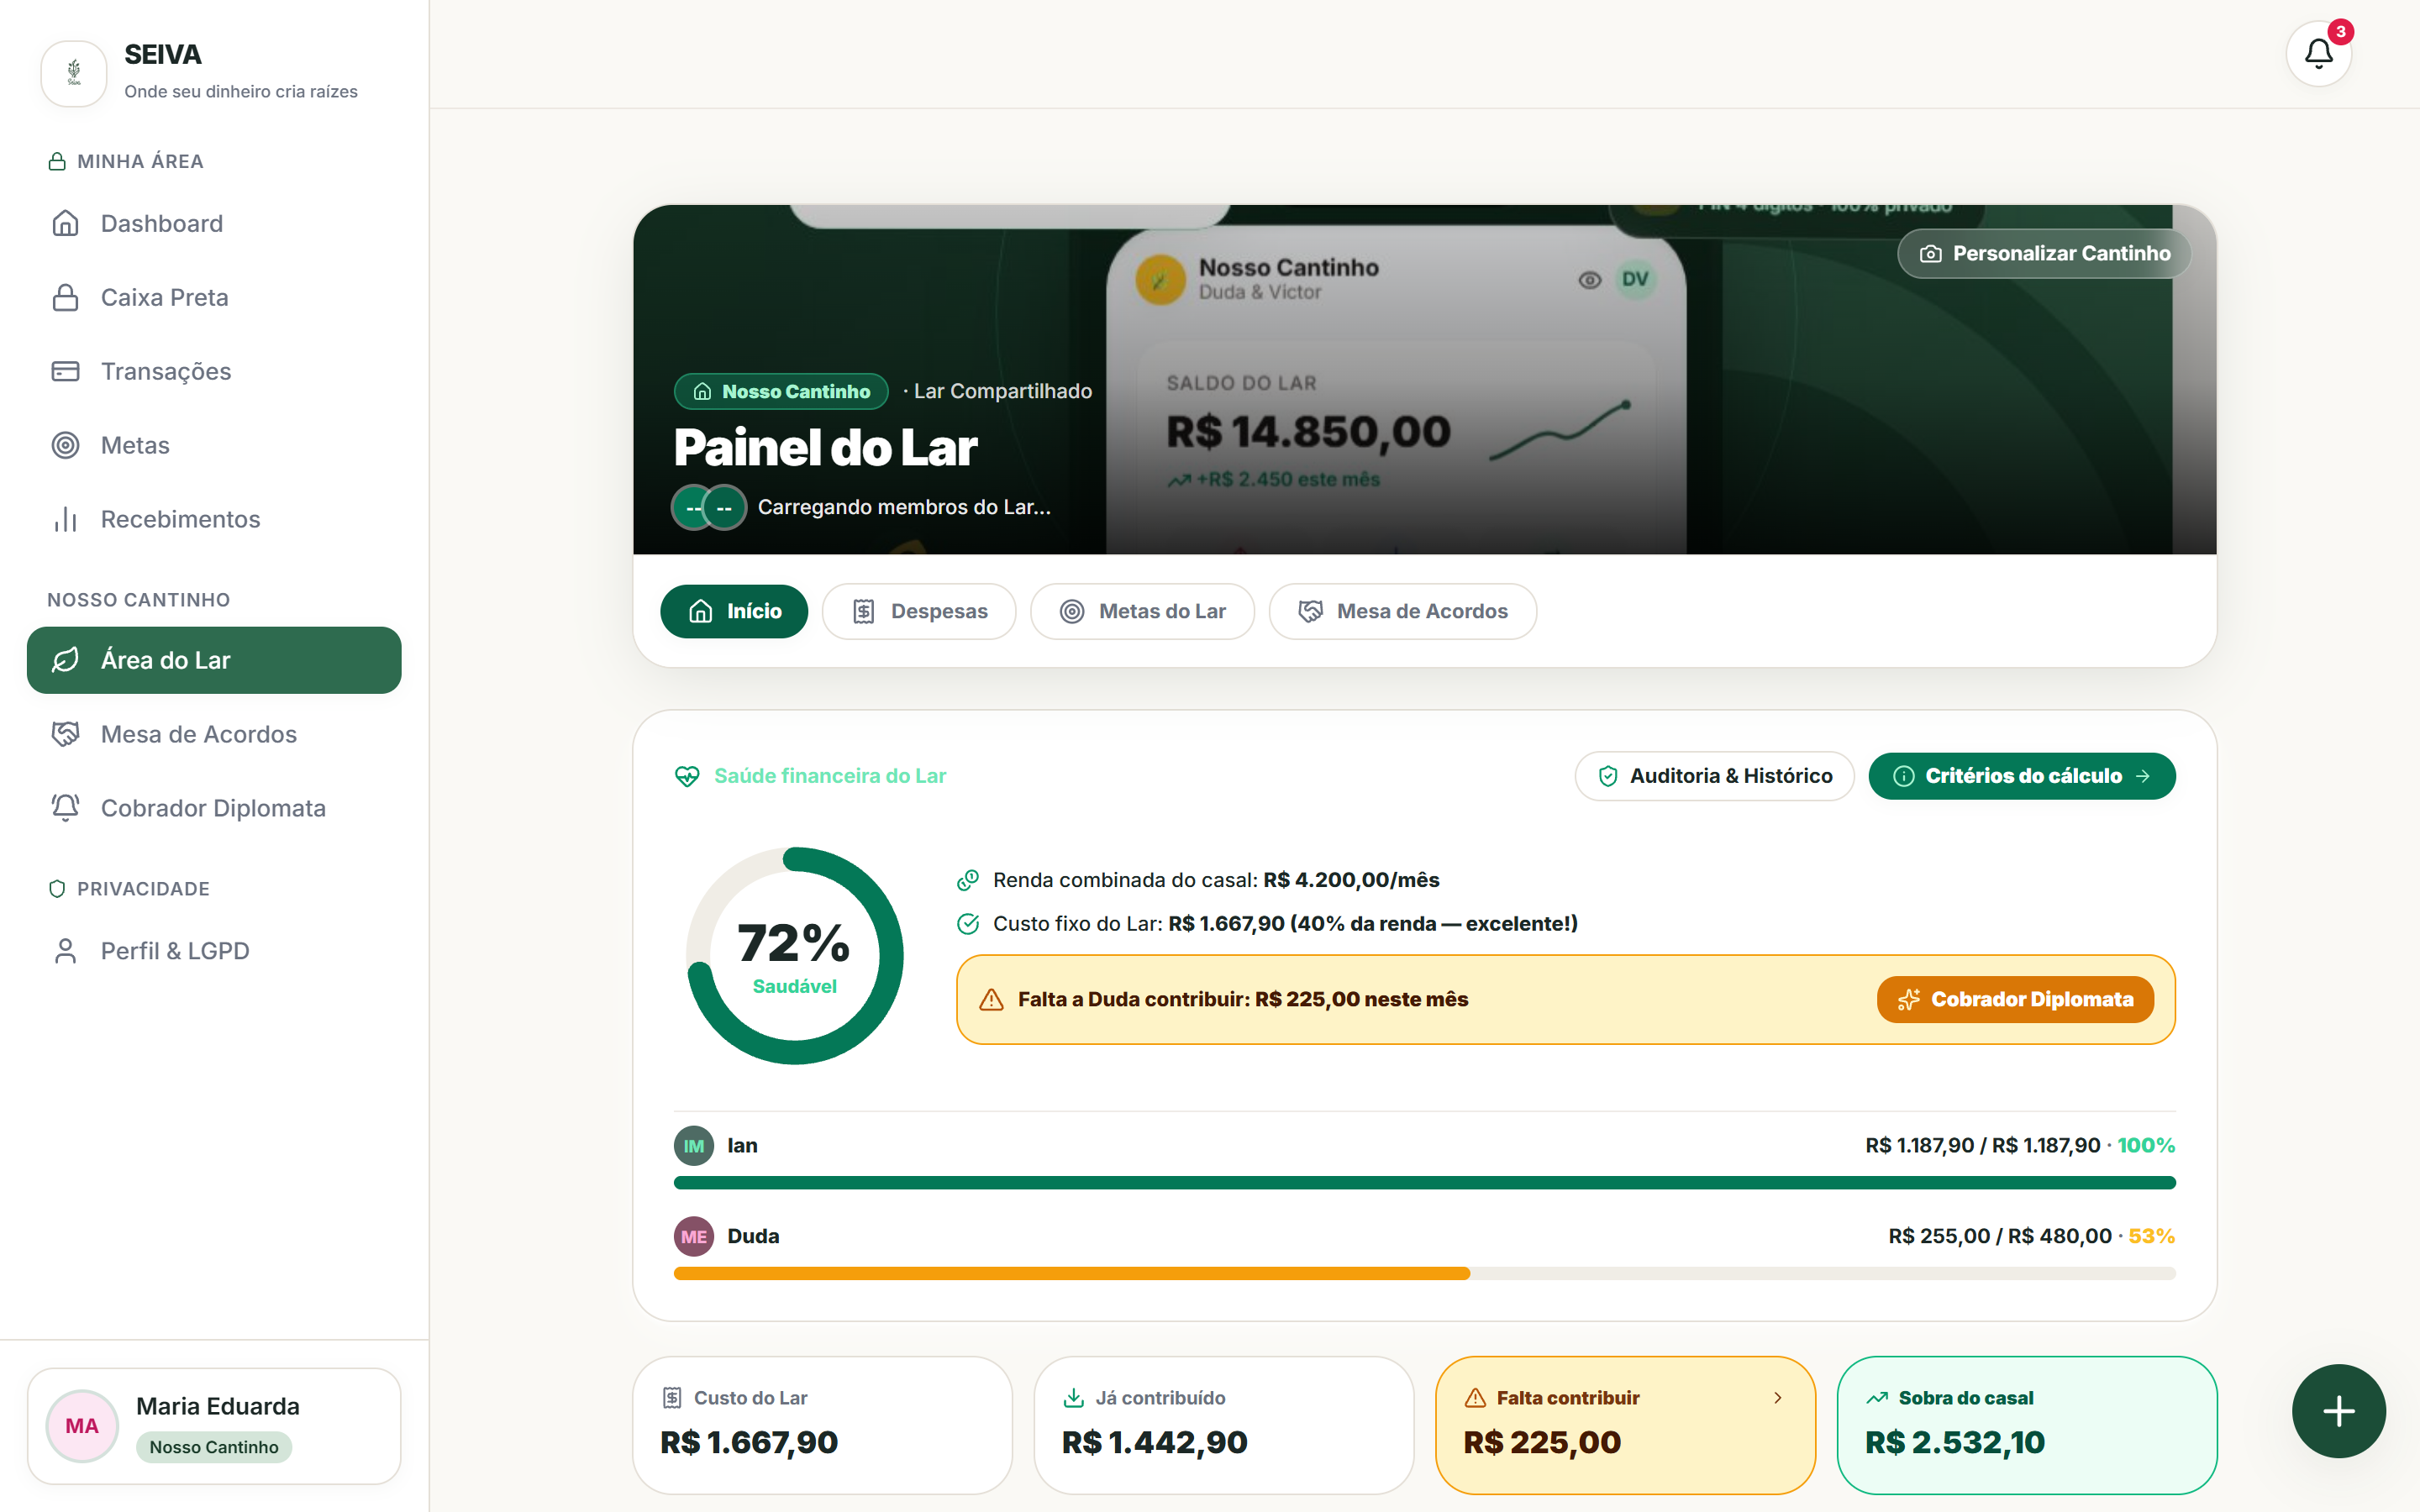 SEIVA
Onde seu dinheiro cria raízes
MINHA ÁREA
Dashboard
Caixa Preta
Transações
Metas
Recebimentos
NOSSO CANTINHO
Área do Lar
Mesa de Acordos
Cobrador Diplomata
PRIVACIDADE
Perfil & LGPD
MA
Maria Eduarda
Nosso Cantinho
3
PIN 4 dígitos · 100% privado
Personalizar Cantinho
Nosso Cantinho
Duda & Victor
DV
SALDO DO LAR
R$ 14.850,00
+R$ 2.450 este mês
Nosso Cantinho · Lar Compartilhado
Painel do Lar
-- -- Carregando membros do Lar...
Início
Despesas
Metas do Lar
Mesa de Acordos
Saúde financeira do Lar
Auditoria & Histórico
Critérios do cálculo →
72%
Saudável
Renda combinada do casal: R$ 4.200,00/mês
Custo fixo do Lar: R$ 1.667,90 (40% da renda — excelente!)
Falta a Duda contribuir: R$ 225,00 neste mês
Cobrador Diplomata
IM Ian R$ 1.187,90 / R$ 1.187,90 · 100%
ME Duda R$ 255,00 / R$ 480,00 · 53%
Custo do Lar
R$ 1.667,90
Já contribuído
R$ 1.442,90
Falta contribuir
R$ 225,00
Sobra do casal
R$ 2.532,10